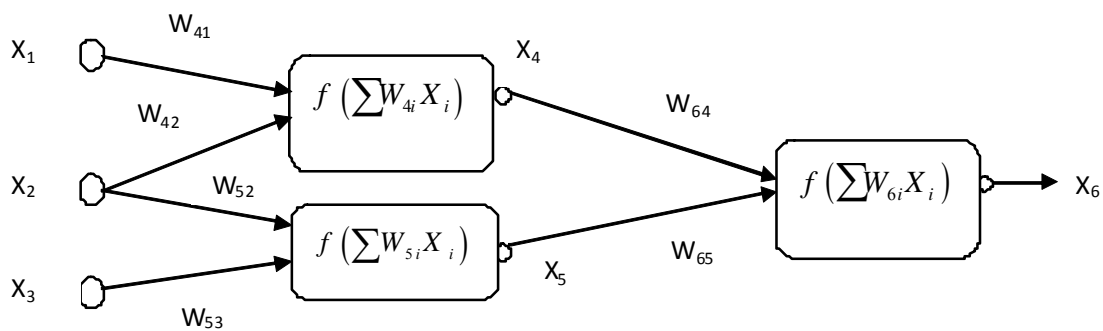 W₄₁
X₁
X₄
f(∑W₄ᵢXᵢ)
W₄₂
W₆₄
X₂
W₅₂
f(∑W₆ᵢXᵢ)
X₆
f(∑W₅ᵢXᵢ)
X₅
W₆₅
X₃
W₅₃